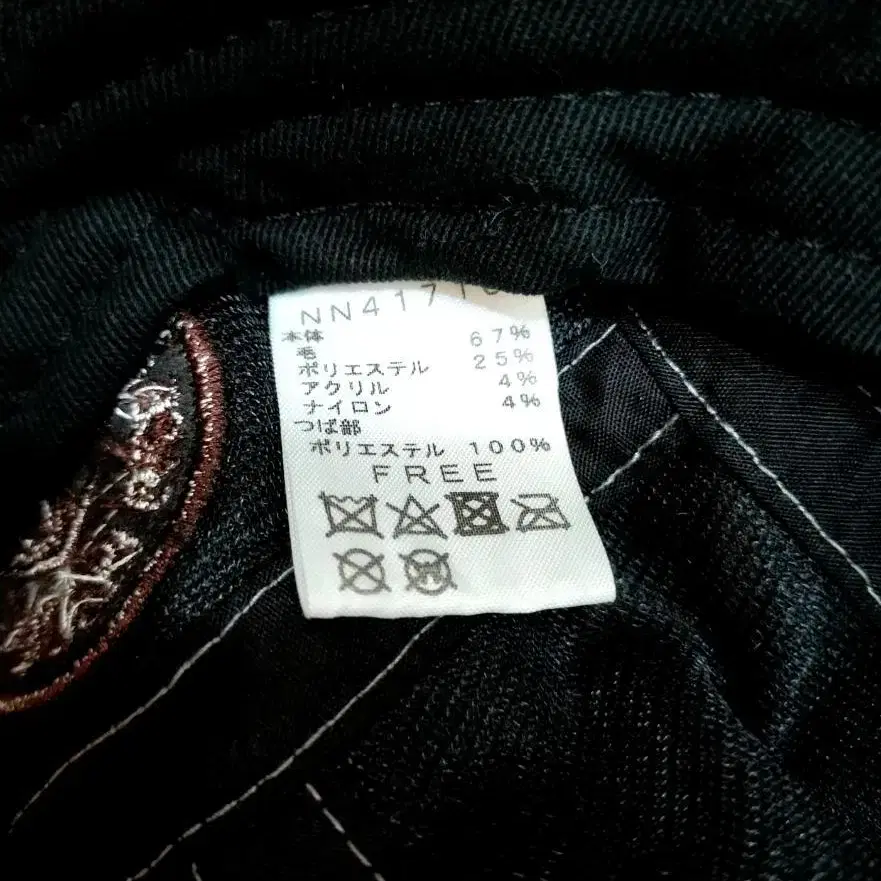 NN4171
本体
毛 67%
ポリエステル 25%
アクリル 4%
ナイロン 4%
つば部
ポリエステル 100%
FREE